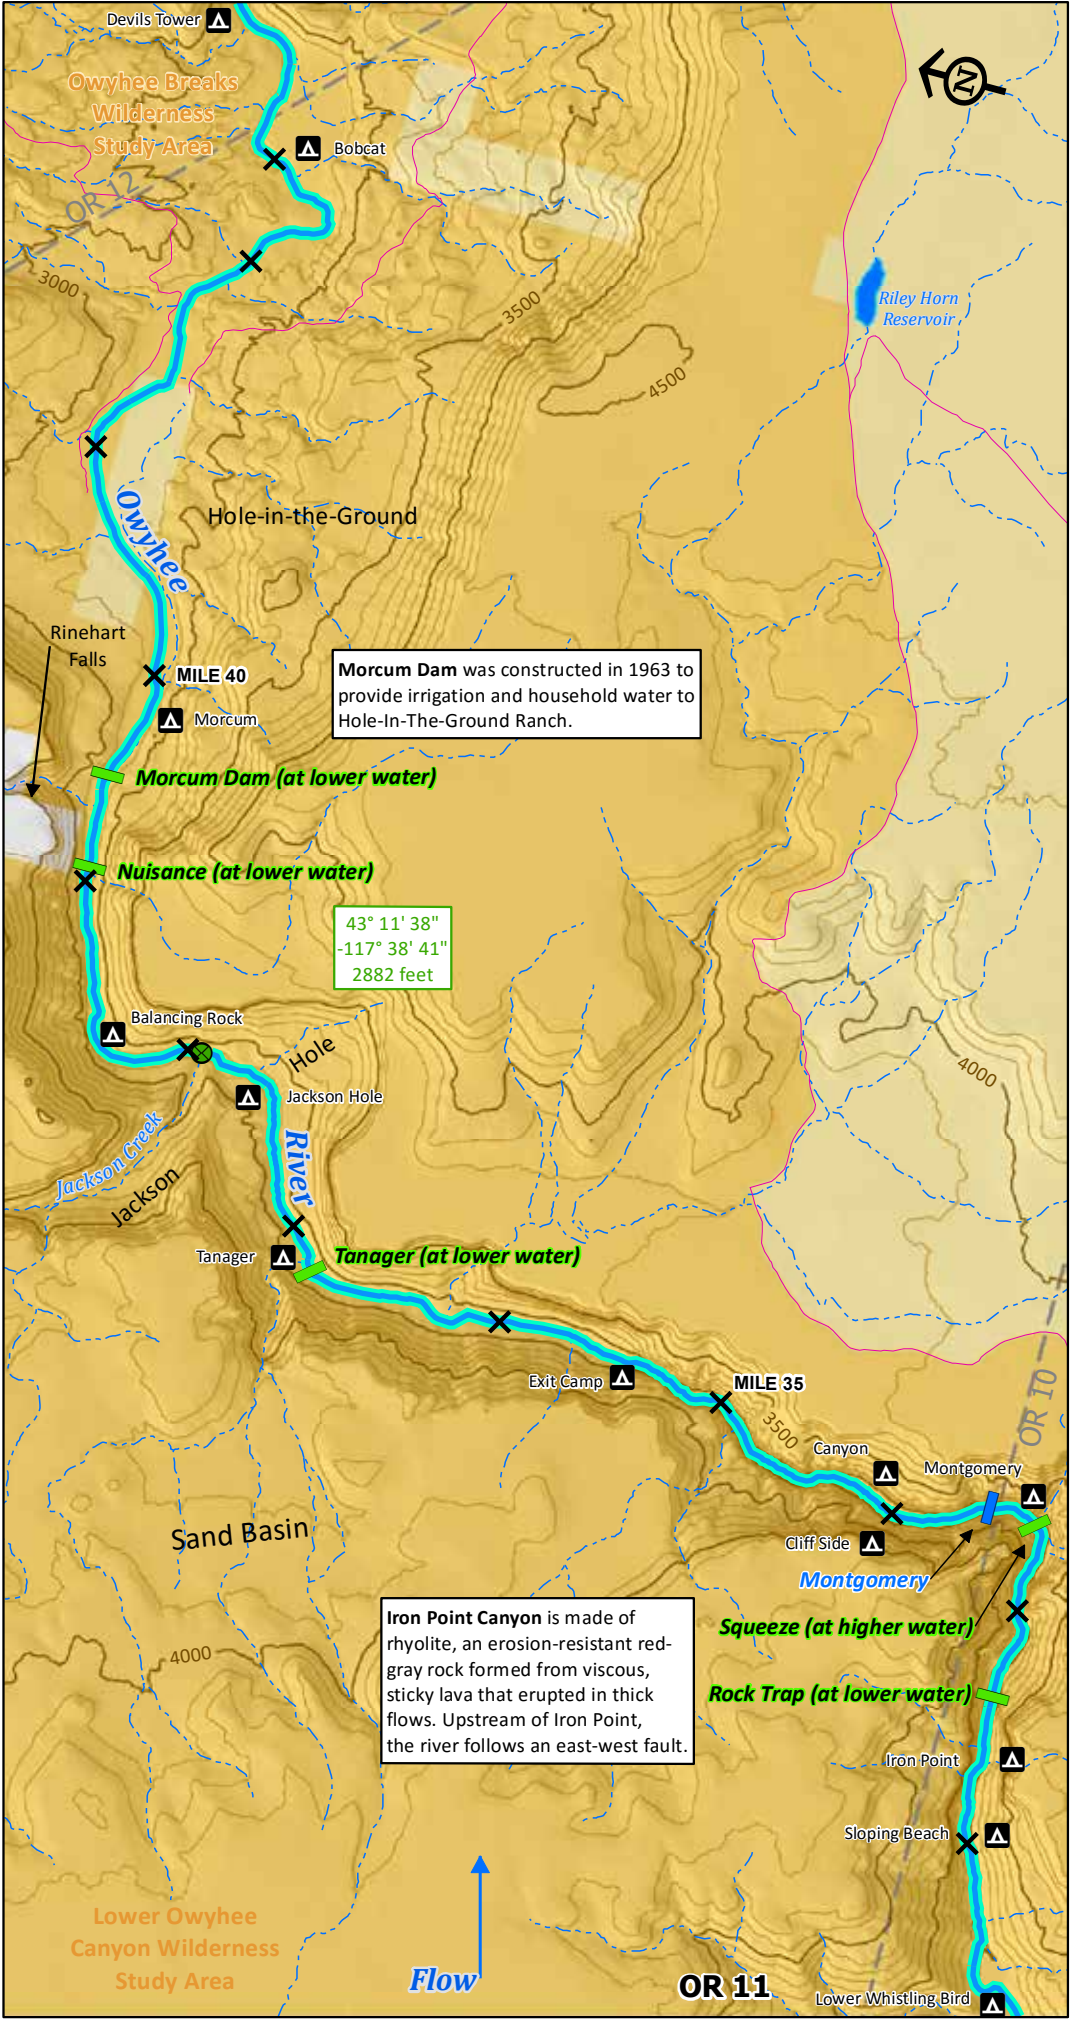 Devils Tower
Owyhee Breaks
Wilderness
Study Area
N
Bobcat
OR 12
3000
3500
Riley Horn
Reservoir
4500
Owyhee
Hole-in-the-Ground
Rinehart
Falls
MILE 40
Morcum Dam was constructed in 1963 to
provide irrigation and household water to
Hole-In-The-Ground Ranch.
Morcum
Morcum Dam (at lower water)
Nuisance (at lower water)
43° 11' 38"
-117° 38' 41"
2882 feet
Balancing Rock
Hole
4000
Jackson Hole
Jackson Creek
River
Jackson
Tanager
Tanager (at lower water)
Exit Camp
MILE 35
OR 10
3500
Canyon
Montgomery
Sand Basin
Cliff Side
Montgomery
Iron Point Canyon is made of
rhyolite, an erosion-resistant red-
gray rock formed from viscous,
sticky lava that erupted in thick
flows. Upstream of Iron Point,
the river follows an east-west fault.
Squeeze (at higher water)
4000
Rock Trap (at lower water)
Iron Point
Sloping Beach
Lower Owyhee
Canyon Wilderness
Study Area
Flow
OR 11
Lower Whistling Bird